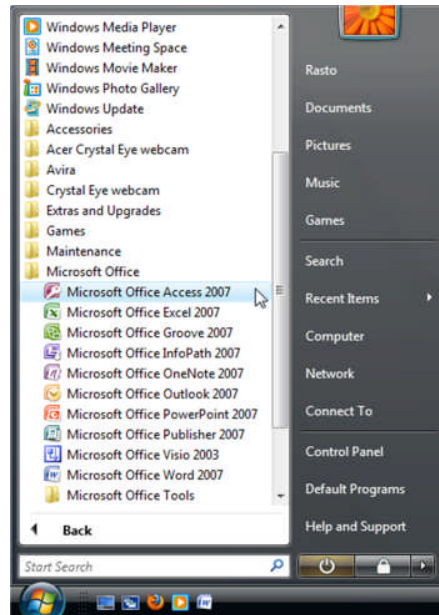 Windows Media Player
Windows Meeting Space
Windows Movie Maker
Windows Photo Gallery
Windows Update
Accessories
Acer Crystal Eye webcam
Avira
Crystal Eye webcam
Extras and Upgrades
Games
Maintenance
Microsoft Office
Microsoft Office Access 2007
Microsoft Office Excel 2007
Microsoft Office Groove 2007
Microsoft Office InfoPath 2007
Microsoft Office OneNote 2007
Microsoft Office Outlook 2007
Microsoft Office PowerPoint 2007
Microsoft Office Publisher 2007
Microsoft Office Visio 2003
Microsoft Office Word 2007
Microsoft Office Tools
Back
Start Search
Rasto
Documents
Pictures
Music
Games
Search
Recent Items
Computer
Network
Connect To
Control Panel
Default Programs
Help and Support